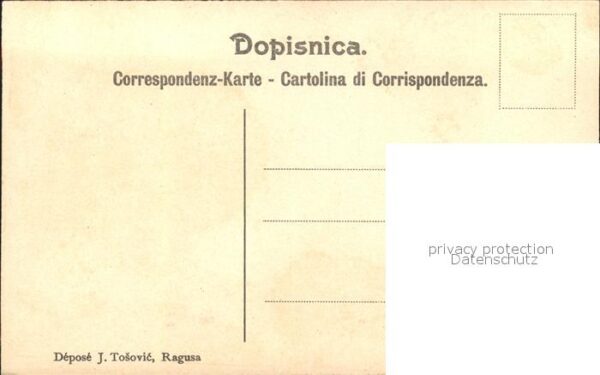 Dopisnica.
Correspondenz-Karte - Cartolina di Corrispondenza.
privacy protection
Datenschutz
Déposé J. Tošović, Ragusa